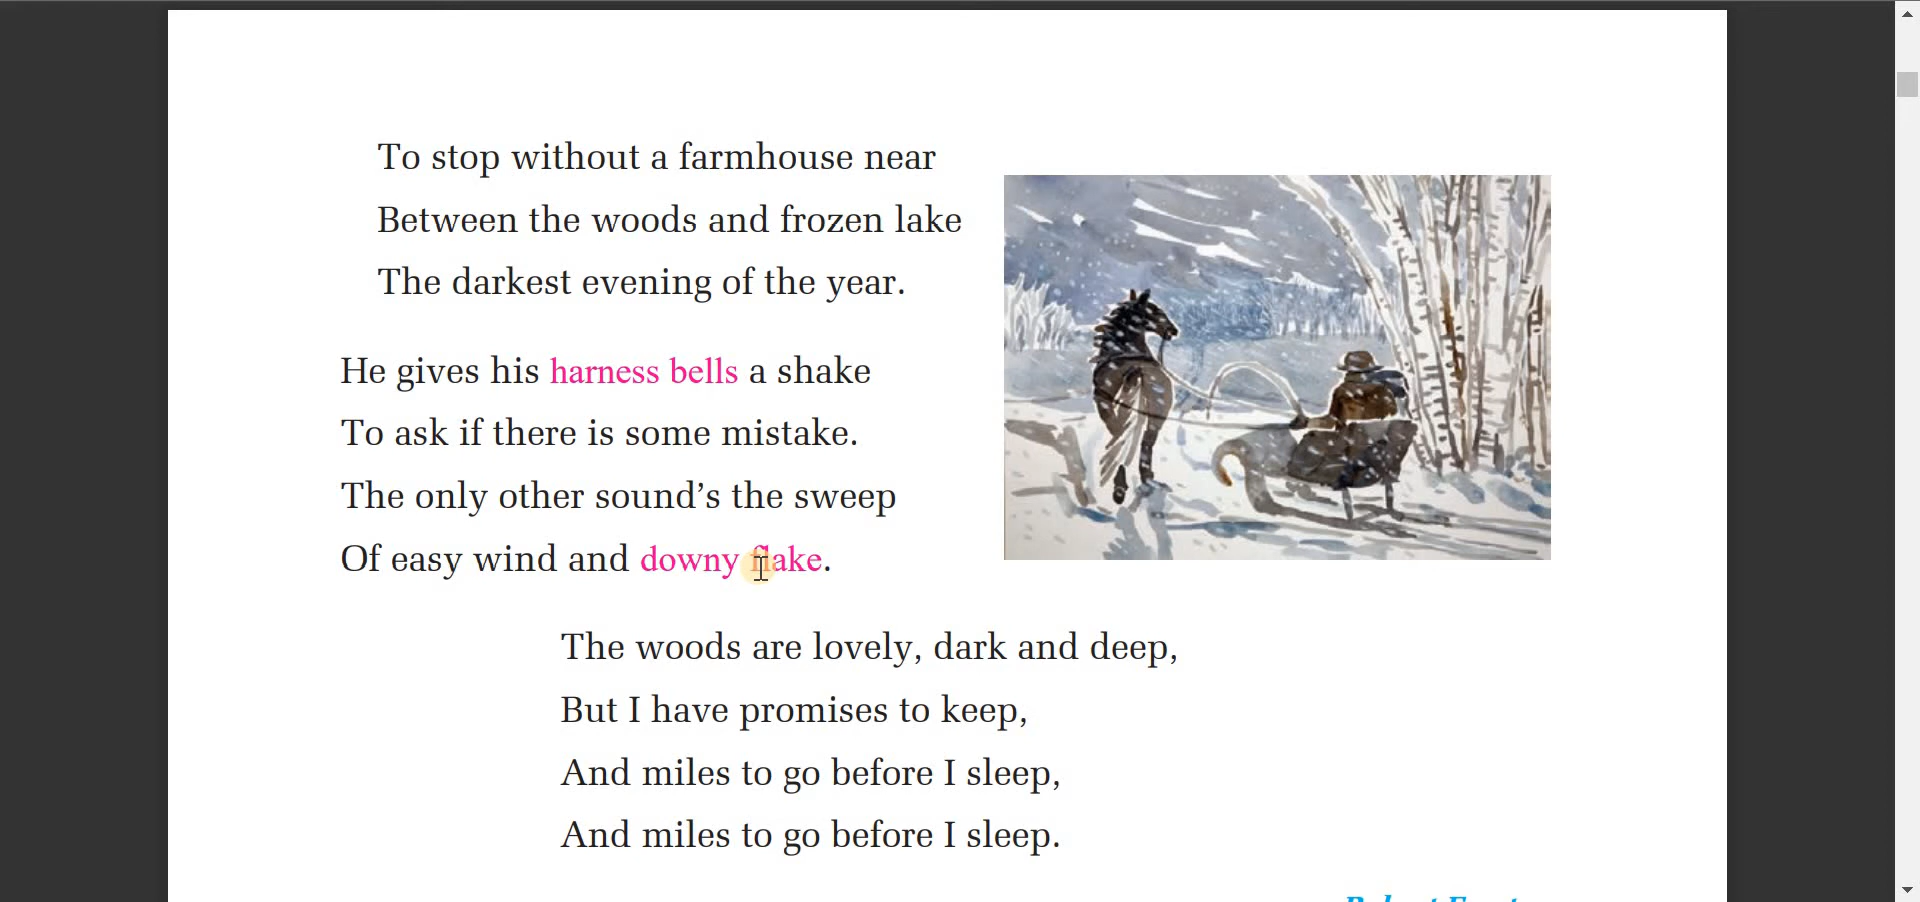 To stop without a farmhouse near
Between the woods and frozen lake
The darkest evening of the year.
He gives his harness bells a shake
To ask if there is some mistake.
The only other sound’s the sweep
Of easy wind and downy flake.
The woods are lovely, dark and deep,
But I have promises to keep,
And miles to go before I sleep,
And miles to go before I sleep.